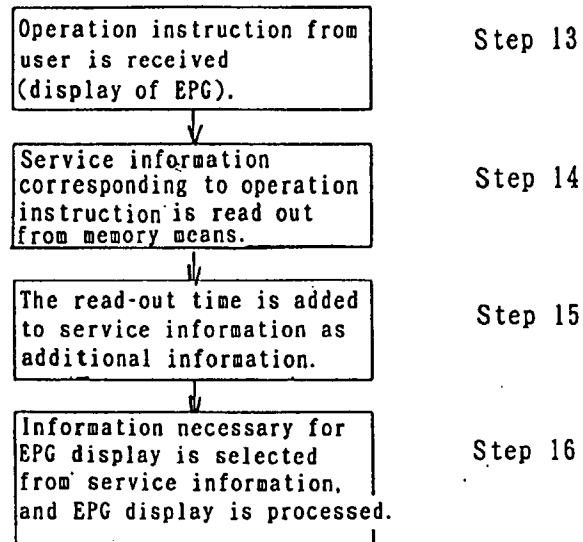 Operation instruction from
user is received
(display of EPG).
Step 13
Service information
corresponding to operation
instruction is read out
from memory means.
Step 14
The read-out time is added
to service information as
additional information.
Step 15
Information necessary for
EPG display is selected
from service information,
and EPG display is processed.
Step 16